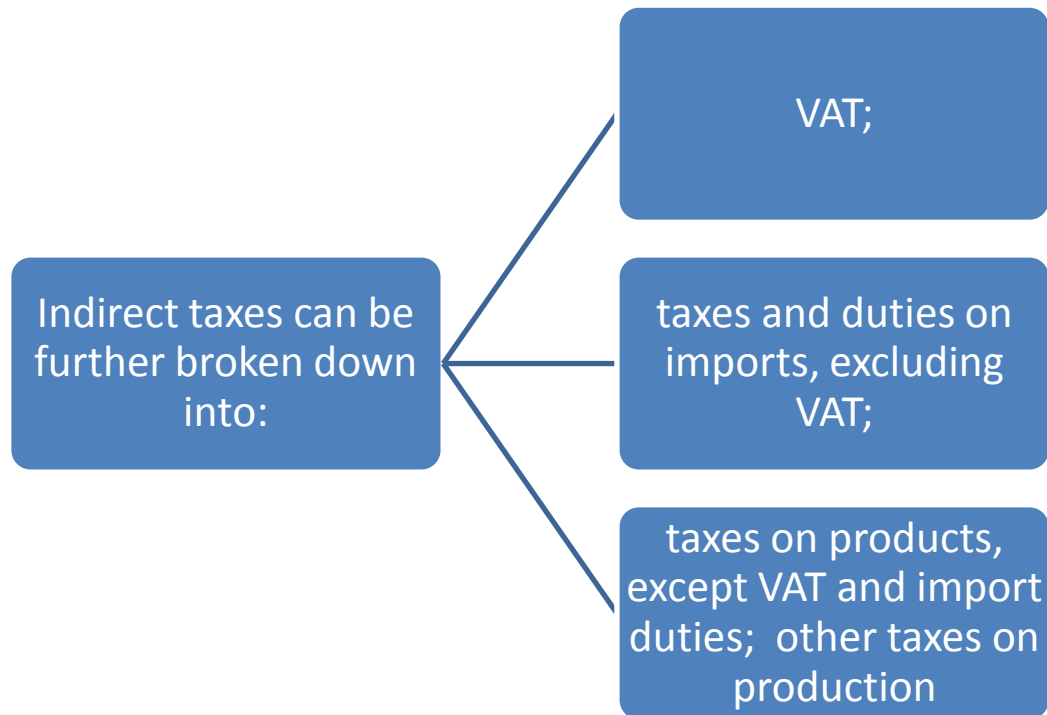 Indirect taxes can be
further broken down
into:
VAT;
taxes and duties on
imports, excluding
VAT;
taxes on products,
except VAT and import
duties;  other taxes on
production